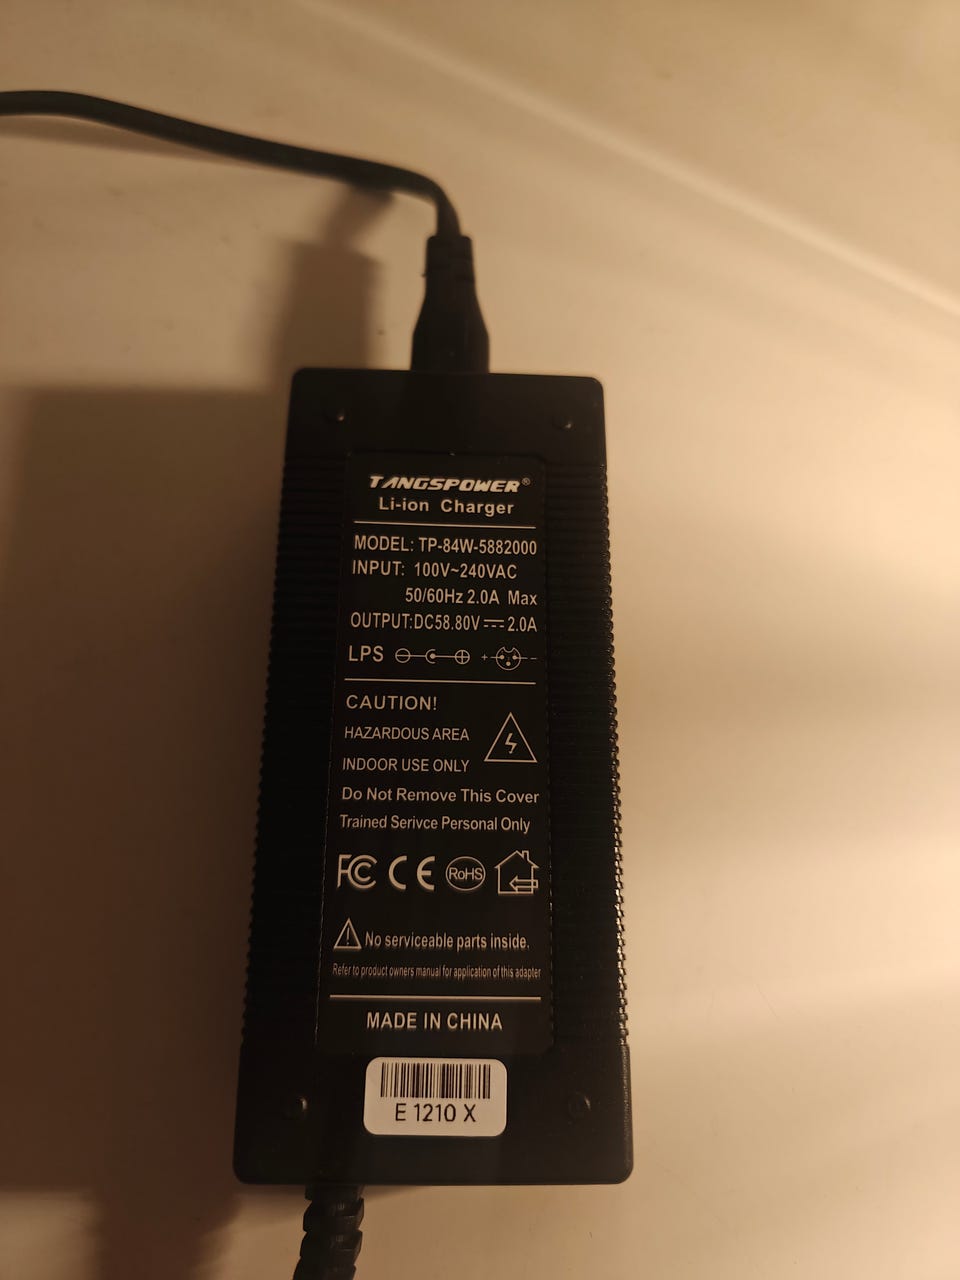 TANGSPOWER®
Li-ion Charger
MODEL: TP-84W-5882000
INPUT: 100V~240VAC
50/60Hz 2.0A Max
OUTPUT:DC58.80V⎓2.0A
LPS + -
CAUTION!
HAZARDOUS AREA
INDOOR USE ONLY
Do Not Remove This Cover
Trained Serivce Personal Only
FC CE RoHS
No serviceable parts inside.
Refer to product owners manual for application of this adapter
MADE IN CHINA
E 1210 X